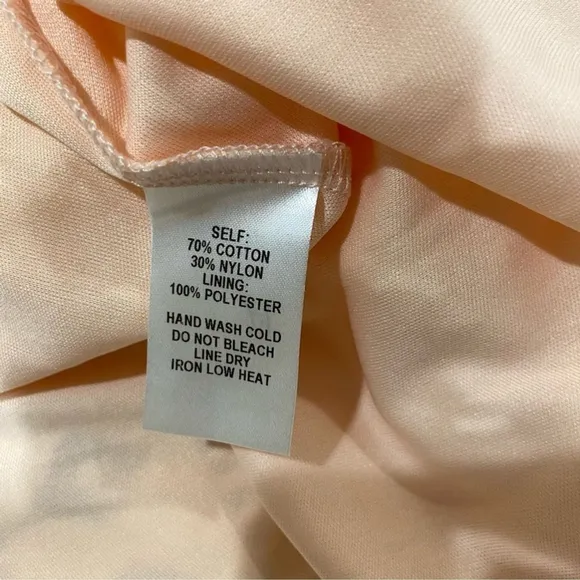 SELF:
70% COTTON
30% NYLON
LINING:
100% POLYESTER
HAND WASH COLD
DO NOT BLEACH
LINE DRY
IRON LOW HEAT